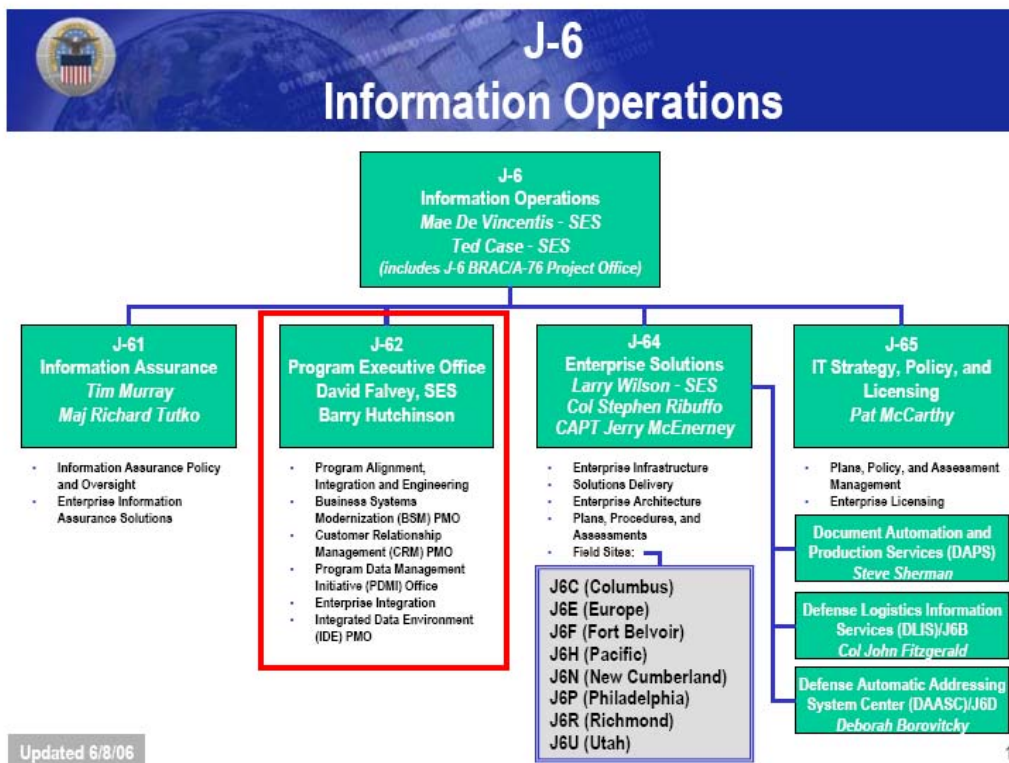 J-6
Information Operations
J-6
Information Operations
Mae De Vincentis - SES
Ted Case - SES
(includes J-6 BRAC/A-76 Project Office)
J-61
Information Assurance
Tim Murray
Maj Richard Tutko
• Information Assurance Policy
and Oversight
• Enterprise Information
Assurance Solutions
J-62
Program Executive Office
David Falvey, SES
Barry Hutchinson
• Program Alignment,
Integration and Engineering
• Business Systems
Modernization (BSM) PMO
• Customer Relationship
Management (CRM) PMO
• Program Data Management
Initiative (PDMI) Office
• Enterprise Integration
• Integrated Data Environment
(IDE) PMO
J-64
Enterprise Solutions
Larry Wilson - SES
Col Stephen Ribuffo
CAPT Jerry McEnerney
• Enterprise Infrastructure
• Solutions Delivery
• Enterprise Architecture
• Plans, Procedures, and
Assessments
• Field Sites:
J6C (Columbus)
J6E (Europe)
J6F (Fort Belvoir)
J6H (Pacific)
J6N (New Cumberland)
J6P (Philadelphia)
J6R (Richmond)
J6U (Utah)
J-65
IT Strategy, Policy, and
Licensing
Pat McCarthy
• Plans, Policy, and Assessment
Management
• Enterprise Licensing
Document Automation and
Production Services (DAPS)
Steve Sherman
Defense Logistics Information
Services (DLIS)/J6B
Col John Fitzgerald
Defense Automatic Addressing
System Center (DAASC)/J6D
Deborah Borovitcky
Updated 6/8/06
1